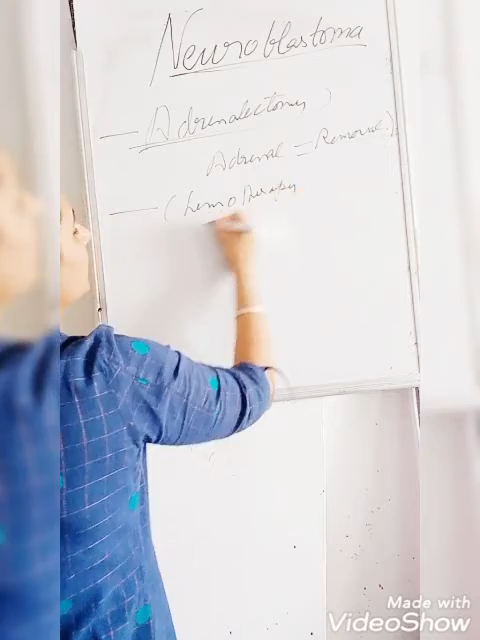 Neuroblastoma
— Adrenalectomy )
Adrenal = Removal )
— Chemotherapy
Made with
VideoShow